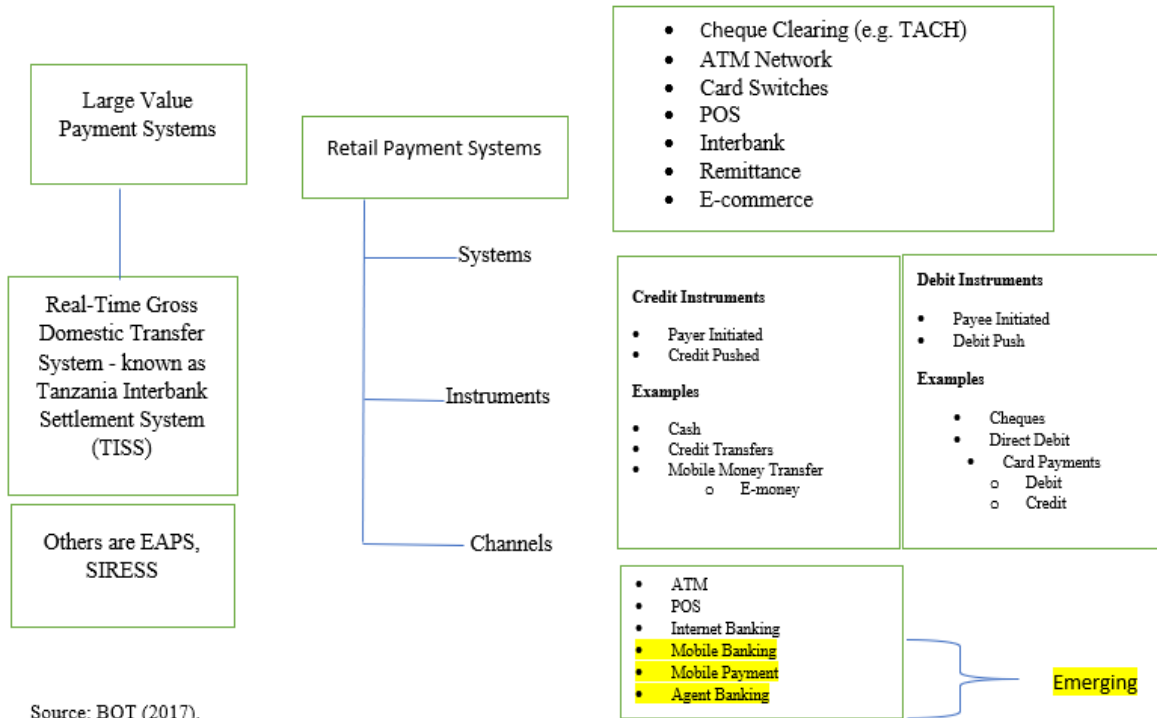 Large Value
Payment Systems
Real-Time Gross
Domestic Transfer
System - known as
Tanzania Interbank
Settlement System
(TISS)
Others are EAPS,
SIRESS
Source: BOT (2017).
Retail Payment Systems
Systems
Instruments
Channels
• Cheque Clearing (e.g. TACH)
• ATM Network
• Card Switches
• POS
• Interbank
• Remittance
• E-commerce
Credit Instruments
• Payer Initiated
• Credit Pushed
Examples
• Cash
• Credit Transfers
• Mobile Money Transfer
o E-money
Debit Instruments
• Payee Initiated
• Debit Push
Examples
• Cheques
• Direct Debit
• Card Payments
o Debit
o Credit
• ATM
• POS
• Internet Banking
• Mobile Banking
• Mobile Payment
• Agent Banking
Emerging